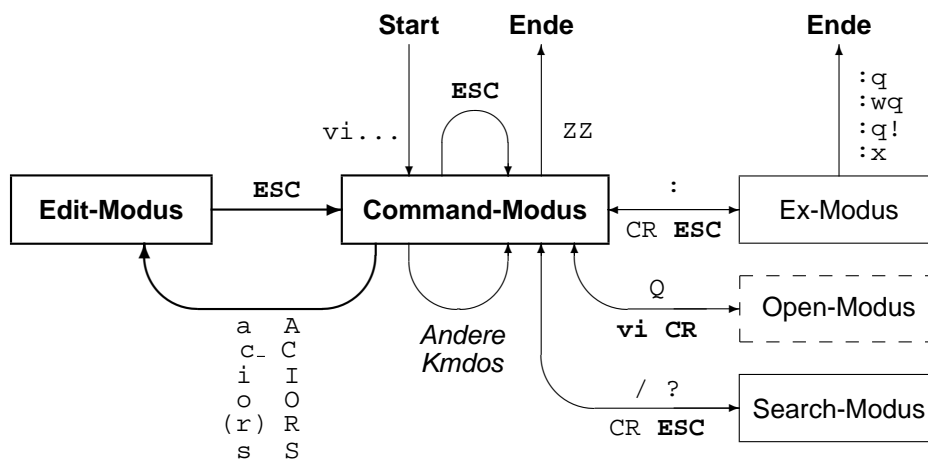 Start Ende Ende
ESC
:q
:wq
:q!
:x
vi... ZZ
Edit-Modus ESC Command-Modus : Ex-Modus
CR ESC
Q Open-Modus
vi CR
Andere
Kmdos
a A
c_ C
i I
o O
(r) R
s S
/ ? Search-Modus
CR ESC